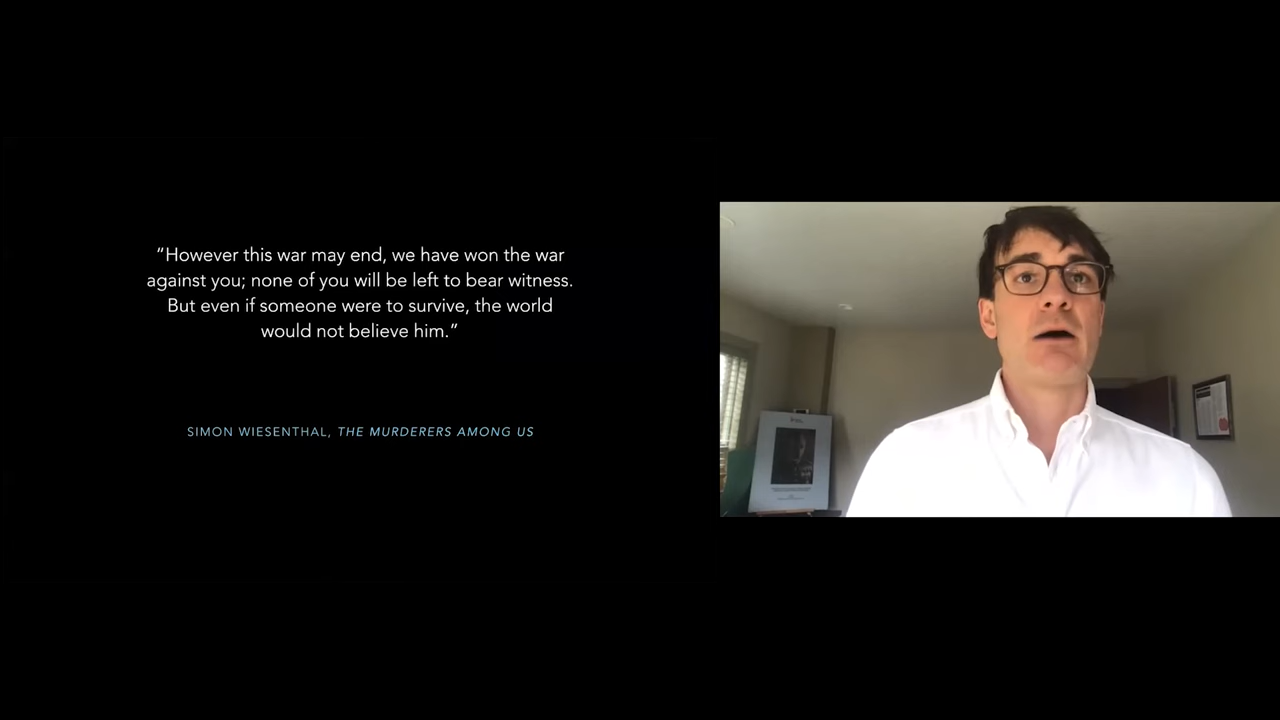 “However this war may end, we have won the war
against you; none of you will be left to bear witness.
But even if someone were to survive, the world
would not believe him.”
SIMON WIESENTHAL, THE MURDERERS AMONG US